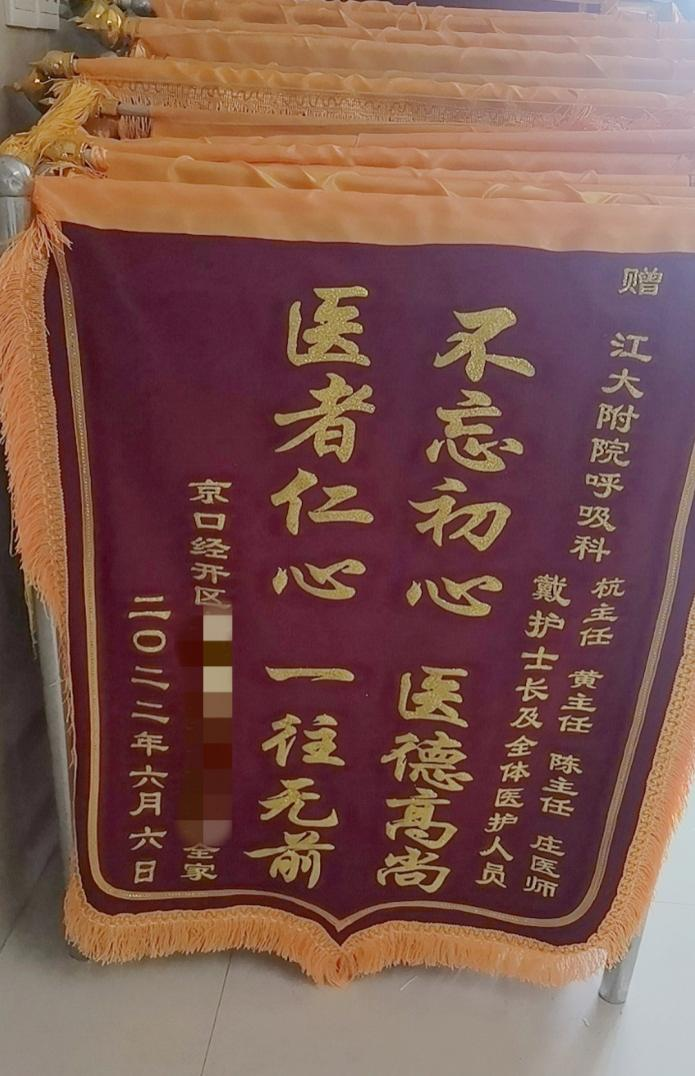 赠
江大附院呼吸科 杭主任 黄主任 陈主任 庄医师
戴护士长及全体医护人员
不忘初心 医德高尚
医者仁心 一往无前
京口经开区
全家
二〇二二年六月六日